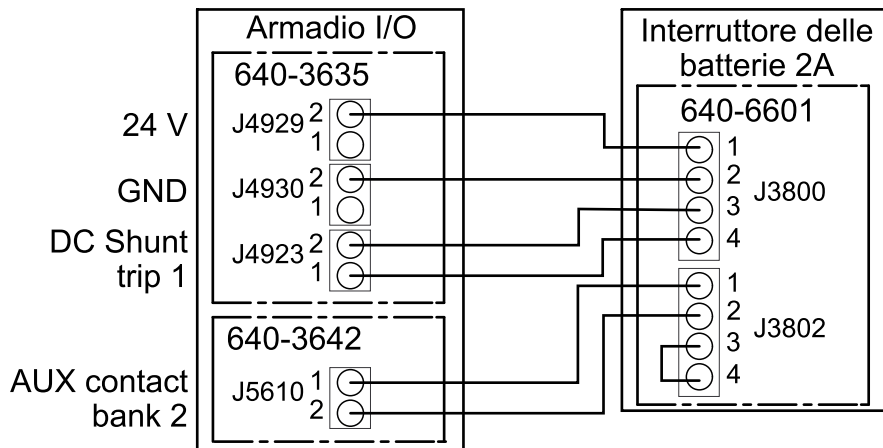 Armadio I/O
640-3635
24 V
J4929
2
1
GND
J4930
2
1
DC Shunt
trip 1
J4923
2
1
640-3642
AUX contact
bank 2
J5610
1
2
Interruttore delle
batterie 2A
640-6601
1
2
3
4
J3800
1
2
3
4
J3802